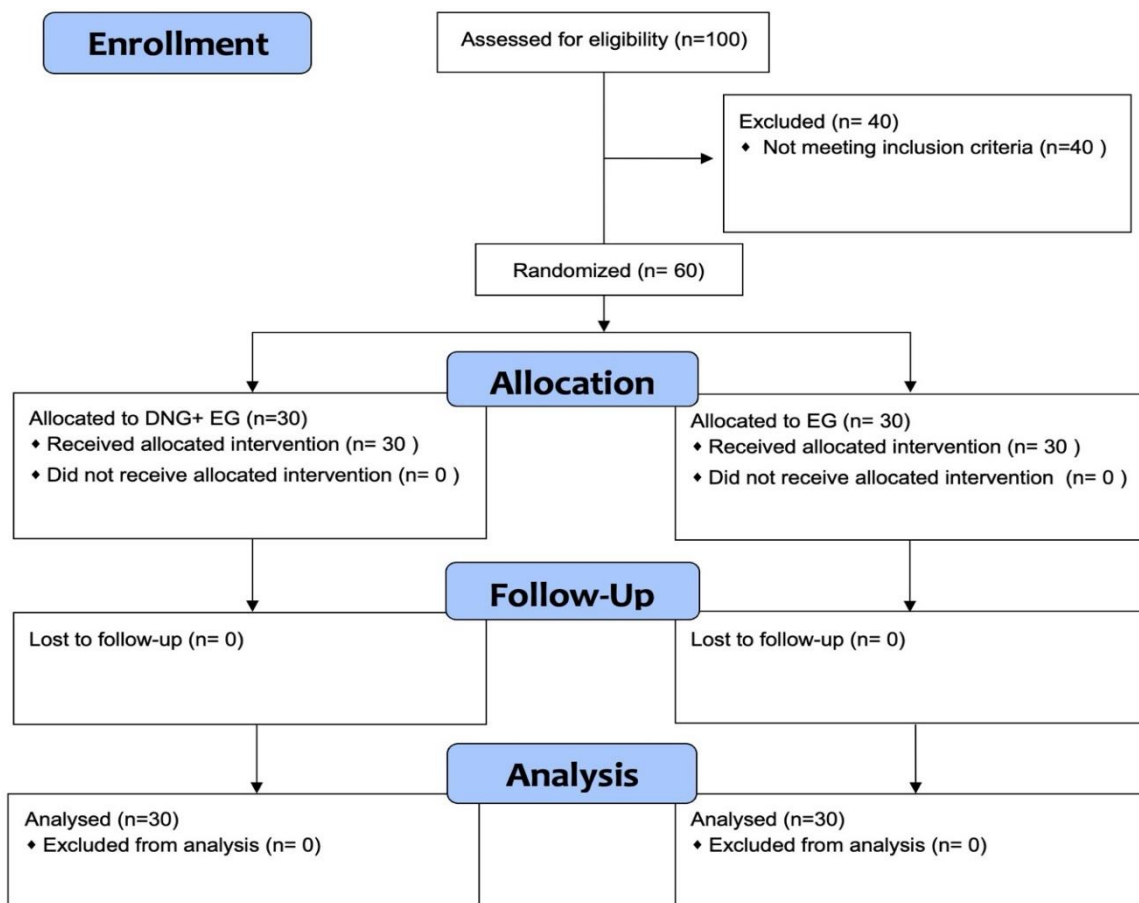 Enrollment
Assessed for eligibility (n=100)
Excluded (n= 40)
♦ Not meeting inclusion criteria (n=40 )
Randomized (n= 60)
Allocation
Allocated to DNG+ EG (n=30)
♦ Received allocated intervention (n= 30 )
♦ Did not receive allocated intervention (n= 0 )
Allocated to EG (n= 30)
♦ Received allocated intervention (n= 30 )
♦ Did not receive allocated intervention (n= 0 )
Follow-Up
Lost to follow-up (n= 0)
Lost to follow-up (n= 0)
Analysis
Analysed (n=30)
♦ Excluded from analysis (n= 0)
Analysed (n=30)
♦ Excluded from analysis (n= 0)